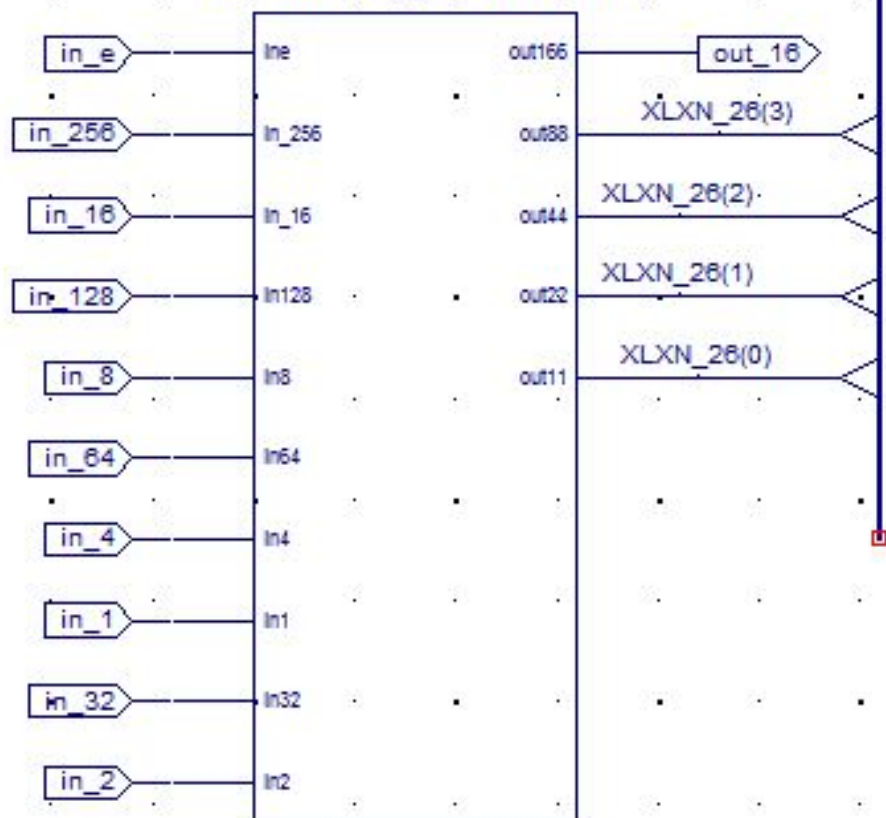 in_e Ine out166 out_16
XLXN_26(3)
in_256 In_256 out88
XLXN_26(2)
in_16 In_16 out44
XLXN_26(1)
in_128 In128 out22
XLXN_26(0)
in_8 In8 out11
in_64 In64
in_4 In4
in_1 In1
in_32 In32
in_2 In2